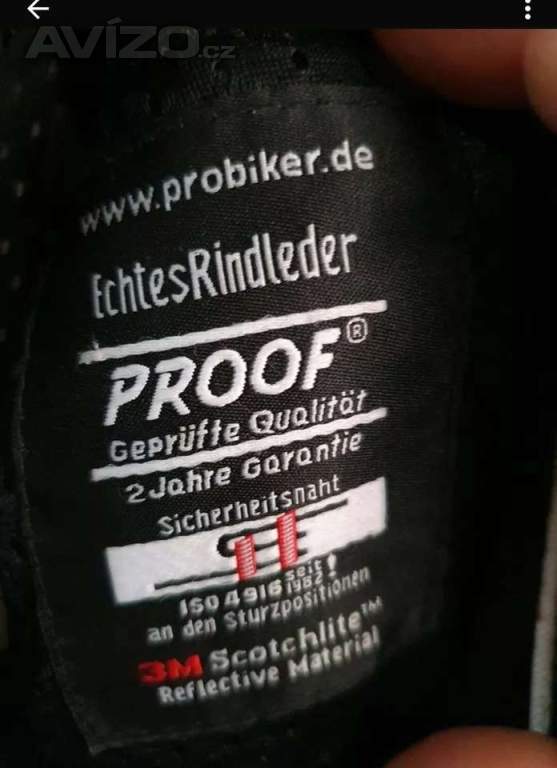 AVÍZO.cz
www.probiker.de
EchtesRindleder
PROOF®
Geprüfte Qualität
2 Jahre Garantie
Sicherheitsnaht
ISO 4916 seit 1982!
an den Sturzpositionen
3M Scotchlite™
Reflective Material